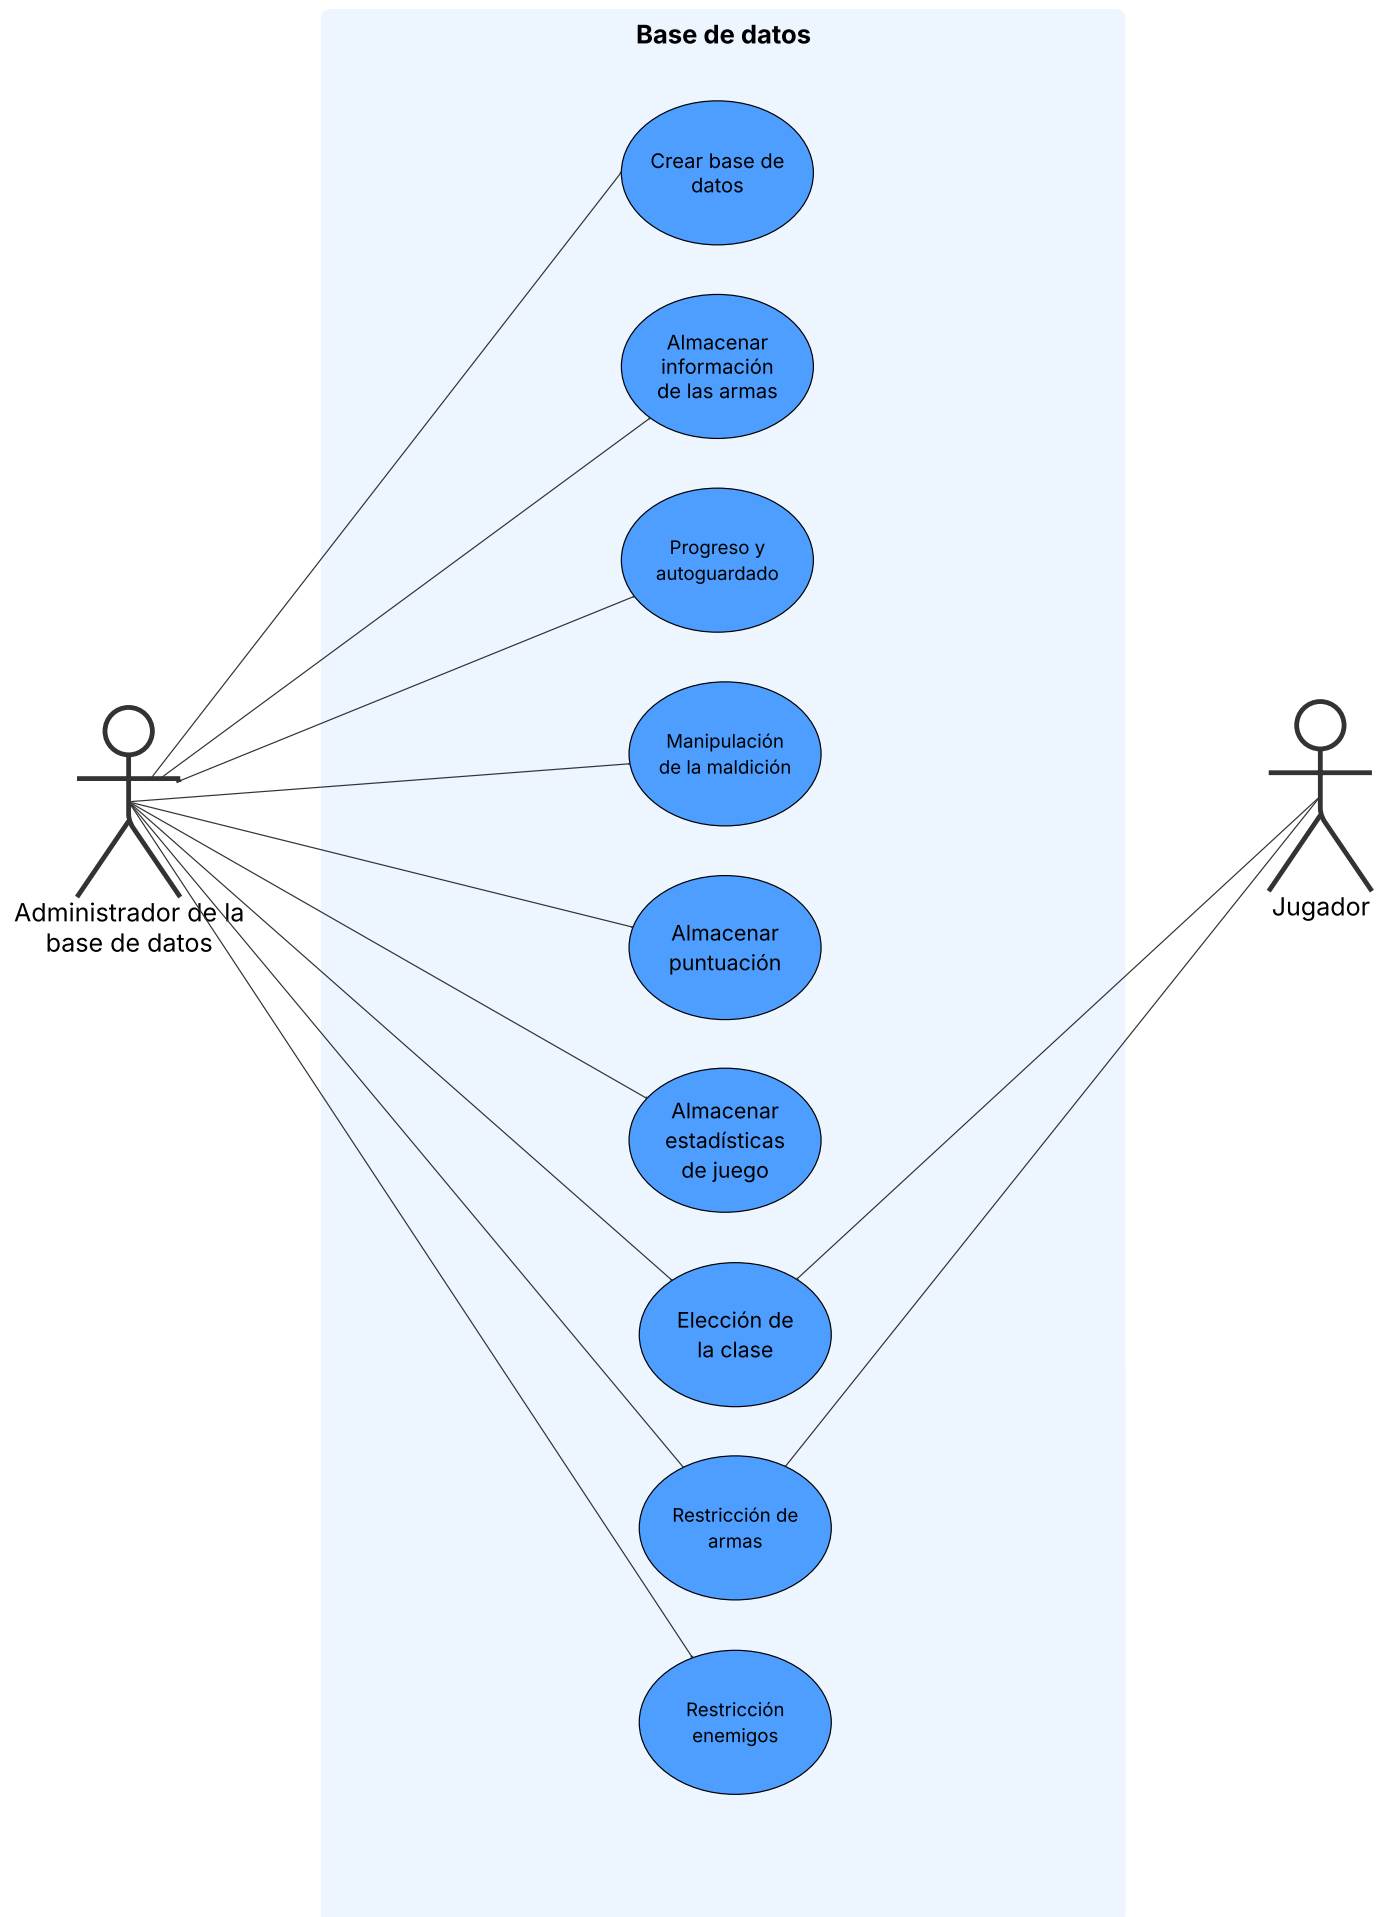 Base de datos
Crear base de
datos
Almacenar
información
de las armas
Progreso y
autoguardado
Manipulación
de la maldición
Administrador de la
base de datos
Jugador
Almacenar
puntuación
Almacenar
estadísticas
de juego
Elección de
la clase
Restricción de
armas
Restricción
enemigos